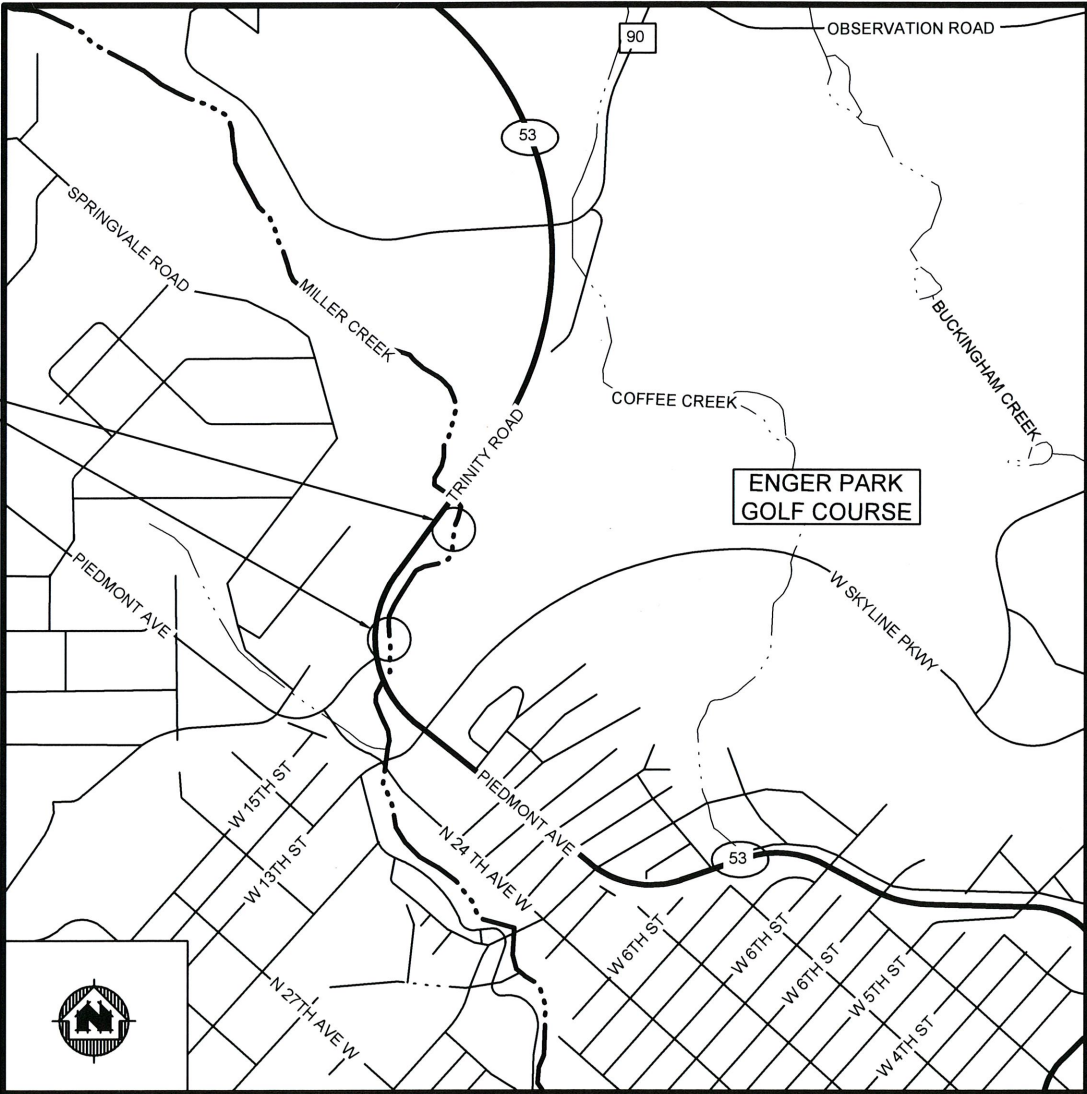 OBSERVATION ROAD
90
53
SPRINGVALE ROAD
MILLER CREEK
BUCKINGHAM CREEK
COFFEE CREEK
TRINITY ROAD
ENGER PARK
GOLF COURSE
PIEDMONT AVE
W SKYLINE PKWY
W 15TH ST
PIEDMONT AVE
W 13TH ST
N 24 TH AVE W
53
W 6TH ST
W 6TH ST
W 6TH ST
W 5TH ST
N 27TH AVE W
N
W 4TH ST